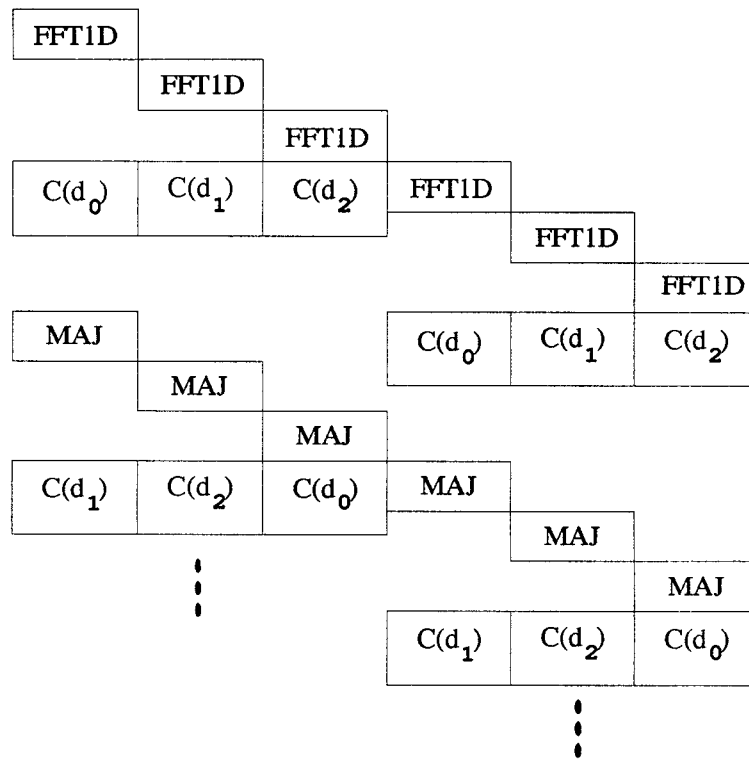 FFT1D
FFT1D
FFT1D
C(d0) C(d1) C(d2) FFT1D
FFT1D
FFT1D
MAJ C(d0) C(d1) C(d2)
MAJ
MAJ
C(d1) C(d2) C(d0) MAJ
MAJ
MAJ
C(d1) C(d2) C(d0)